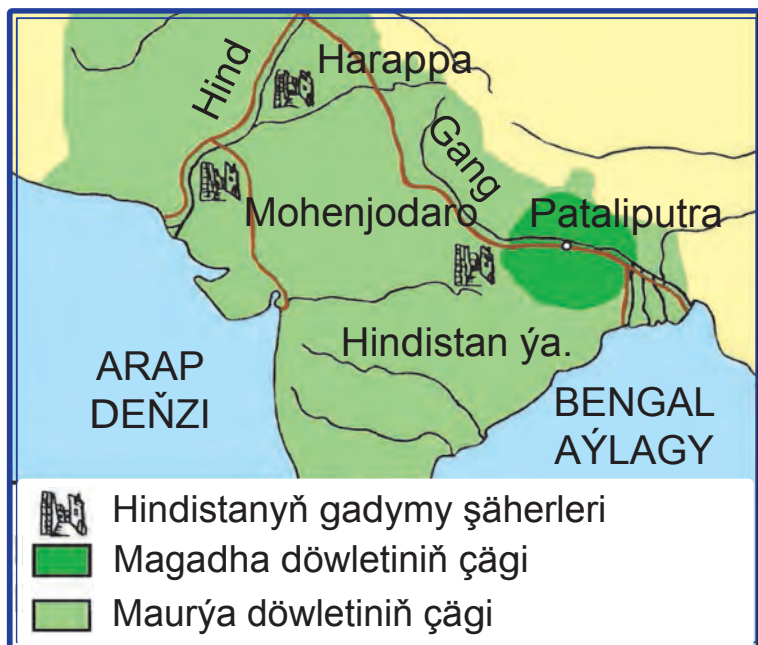 Hind
Harappa
Gang
Mohenjodaro
Pataliputra
Hindistan ýa.
ARAP
DEŇZI
BENGAL
AÝLAGY
Hindistanyň gadymy şäherleri
Magadha döwletiniň çägi
Maurýa döwletiniň çägi